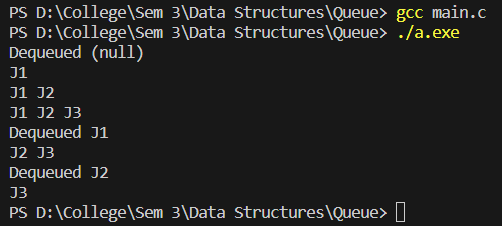 PS D:\College\Sem 3\Data Structures\Queue> gcc main.c
PS D:\College\Sem 3\Data Structures\Queue> ./a.exe
Dequeued (null)
J1
J1 J2
J1 J2 J3
Dequeued J1
J2 J3
Dequeued J2
J3
PS D:\College\Sem 3\Data Structures\Queue>